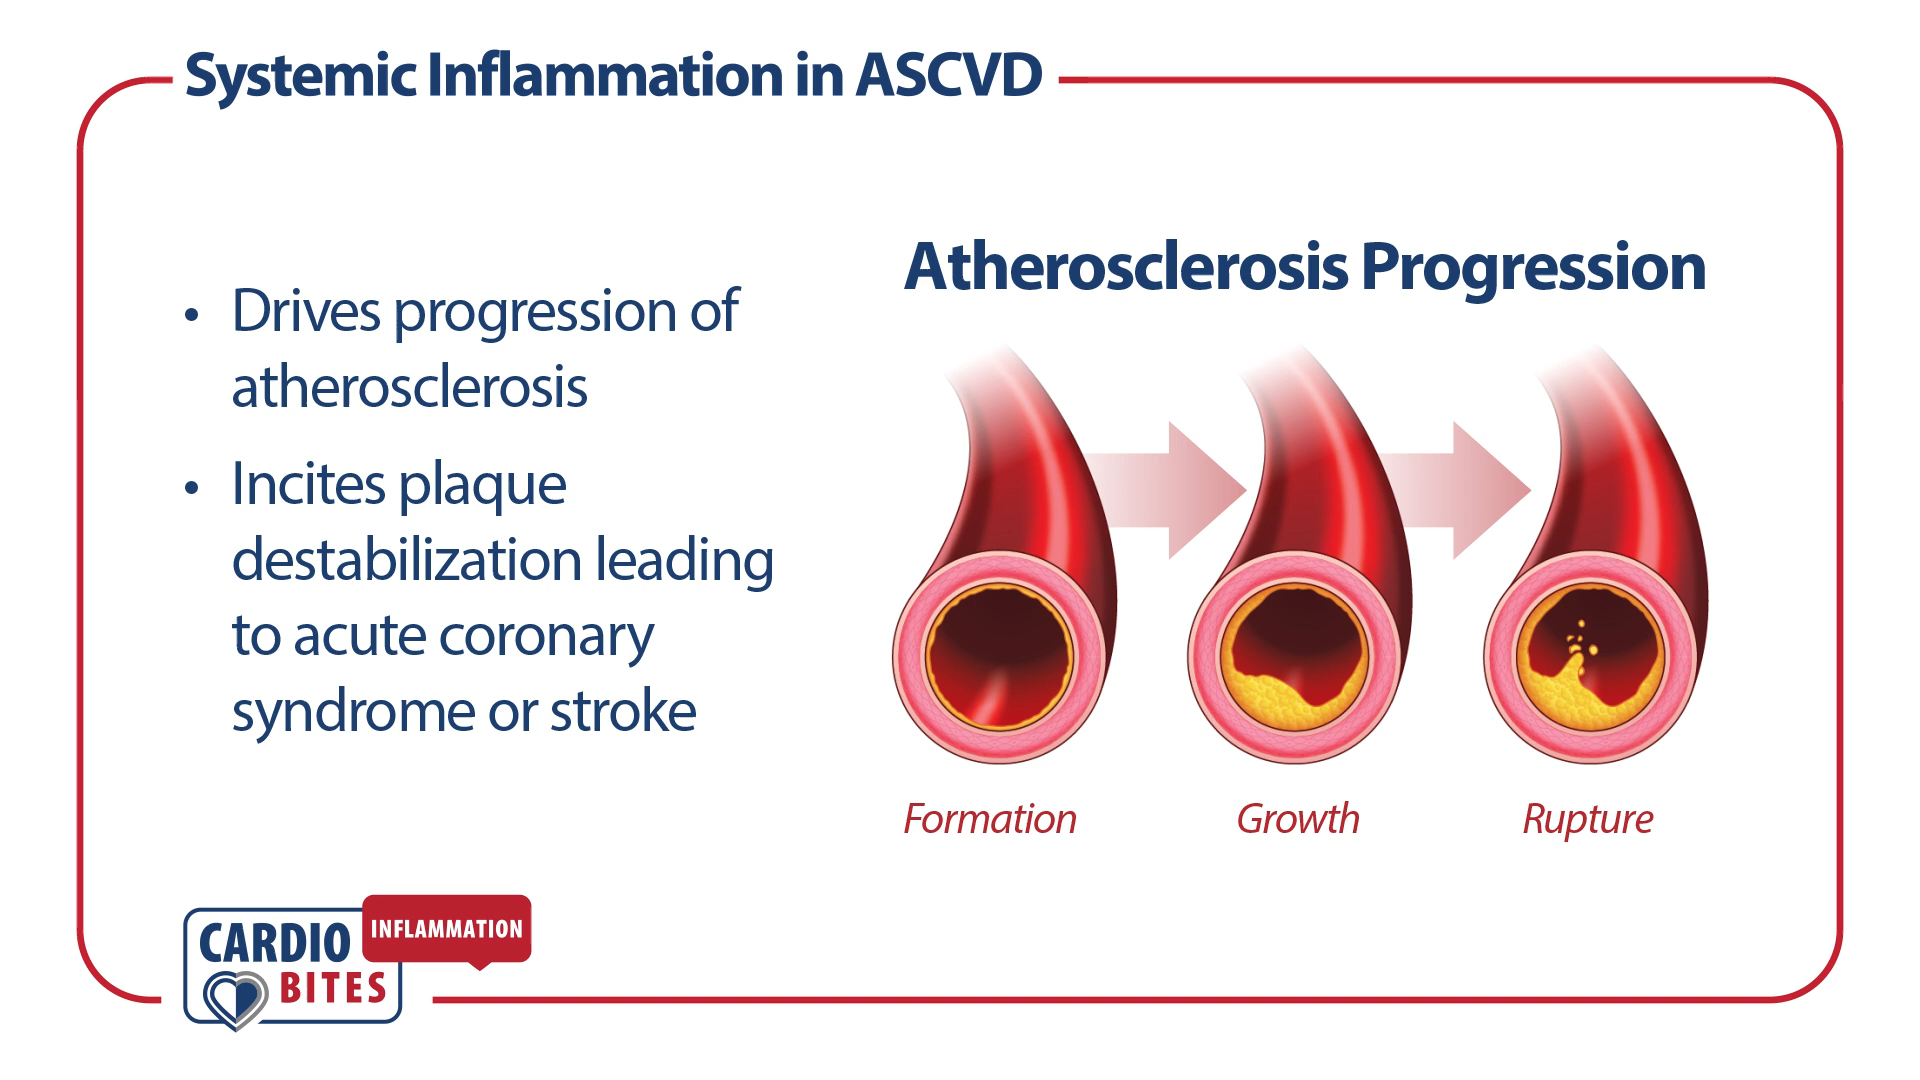 Systemic Inflammation in ASCVD
• Drives progression of
atherosclerosis
• Incites plaque
destabilization leading
to acute coronary
syndrome or stroke
Atherosclerosis Progression
Formation
Growth
Rupture
CARDIO
BITES
INFLAMMATION